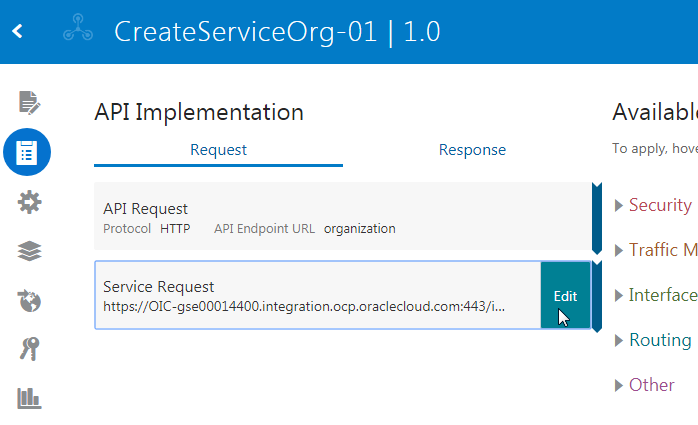 CreateServiceOrg-01 | 1.0
API Implementation
Request Response
API Request
Protocol HTTP API Endpoint URL organization
Service Request
https://OIC-gse00014400.integration.ocp.oraclecloud.com:443/i...
Edit
Available
To apply, hove
Security
Traffic M
Interface
Routing
Other